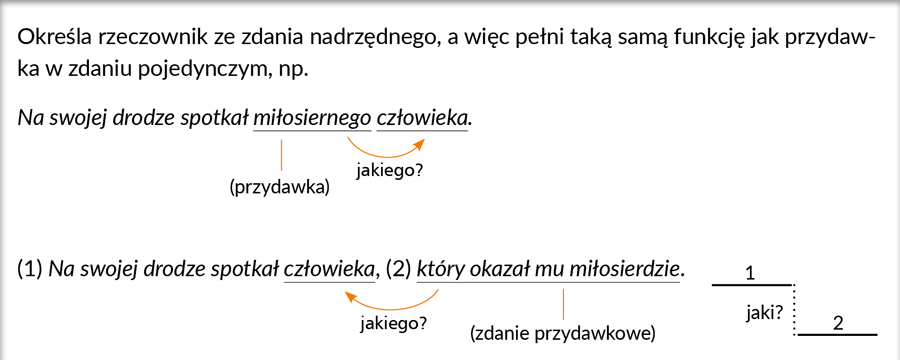 Określa rzeczownik ze zdania nadrzędnego, a więc pełni taką samą funkcję jak przydaw-
ka w zdaniu pojedynczym, np.
Na swojej drodze spotkał miłosiernego człowieka.
jakiego?
(przydawka)
(1) Na swojej drodze spotkał człowieka, (2) który okazał mu miłosierdzie.
1
jaki?
2
jakiego?
(zdanie przydawkowe)